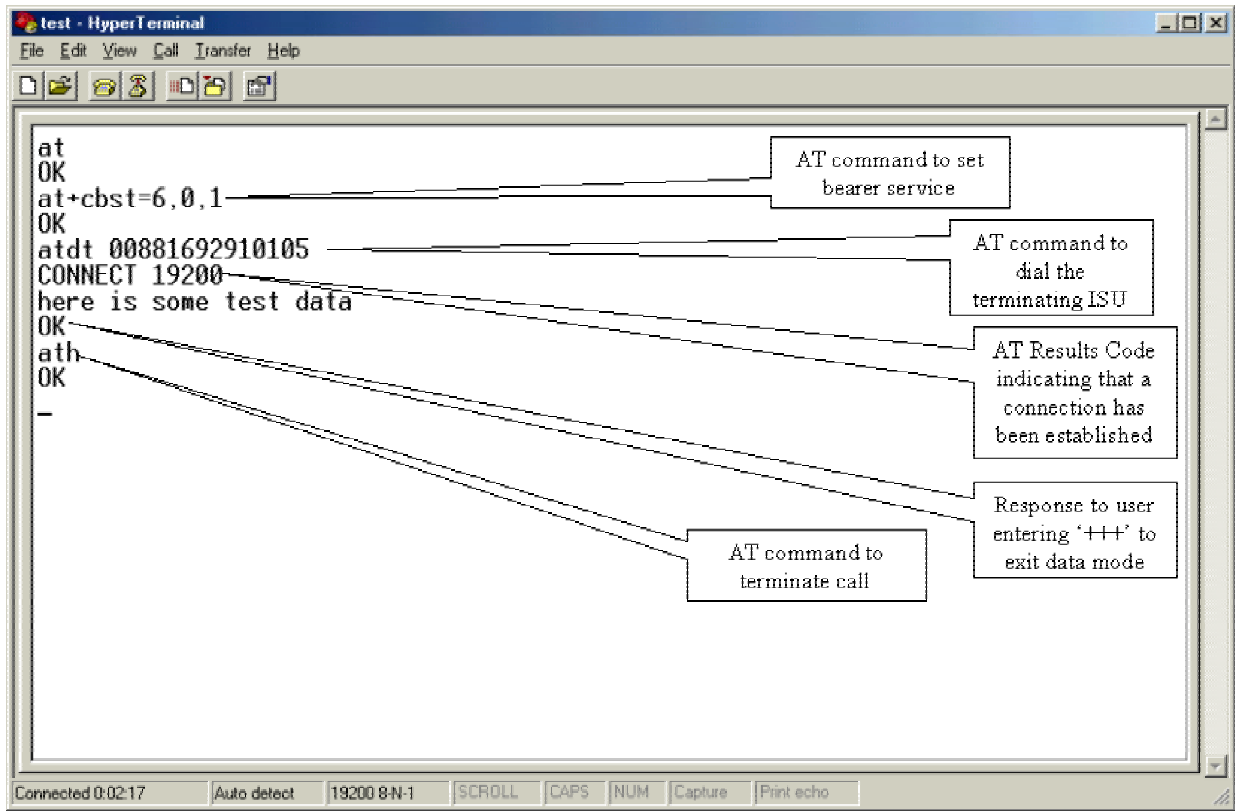 test - HyperTerminal
File Edit View Call Transfer Help
at
OK
at+cbst=6,0,1
OK
atdt 00881692910105
CONNECT 19200
here is some test data
OK
ath
OK
_
AT command to set
bearer service
AT command to
dial the
terminating ISU
AT Results Code
indicating that a
connection has
been established
Response to user
entering ‘+++’ to
exit data mode
AT command to
terminate call
Connected 0:02:17 Auto detect 19200 8-N-1 SCROLL CAPS NUM Capture Print echo